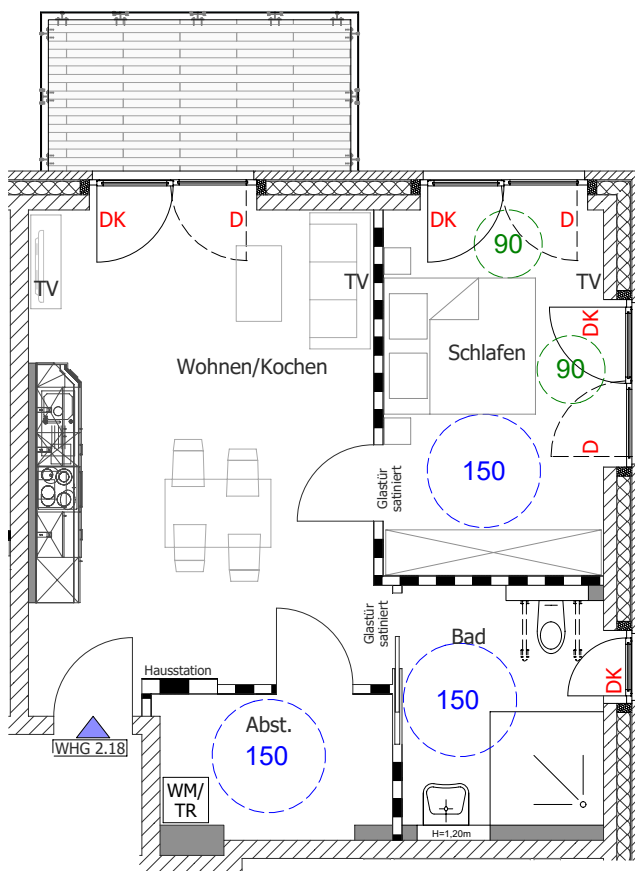 DK
D
DK
D
90
TV
TV
TV
DK
Wohnen/Kochen
Schlafen
90
D
150
Glastür
satiniert
Glastür
satiniert
Bad
Hausstation
DK
150
Abst.
WHG 2.18
150
WM/
TR
H=1,20m